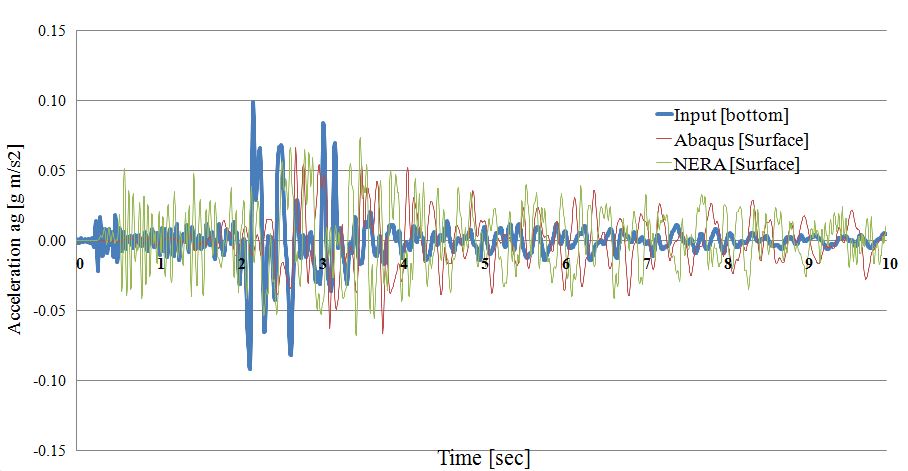 0.15
0.10
0.05
0.00
-0.05
-0.10
-0.15
Acceleration ag [g m/s2]
Input [bottom]
Abaqus [Surface]
NERA [Surface]
0 1 2 3 4 5 6 7 8 9 10
Time [sec]